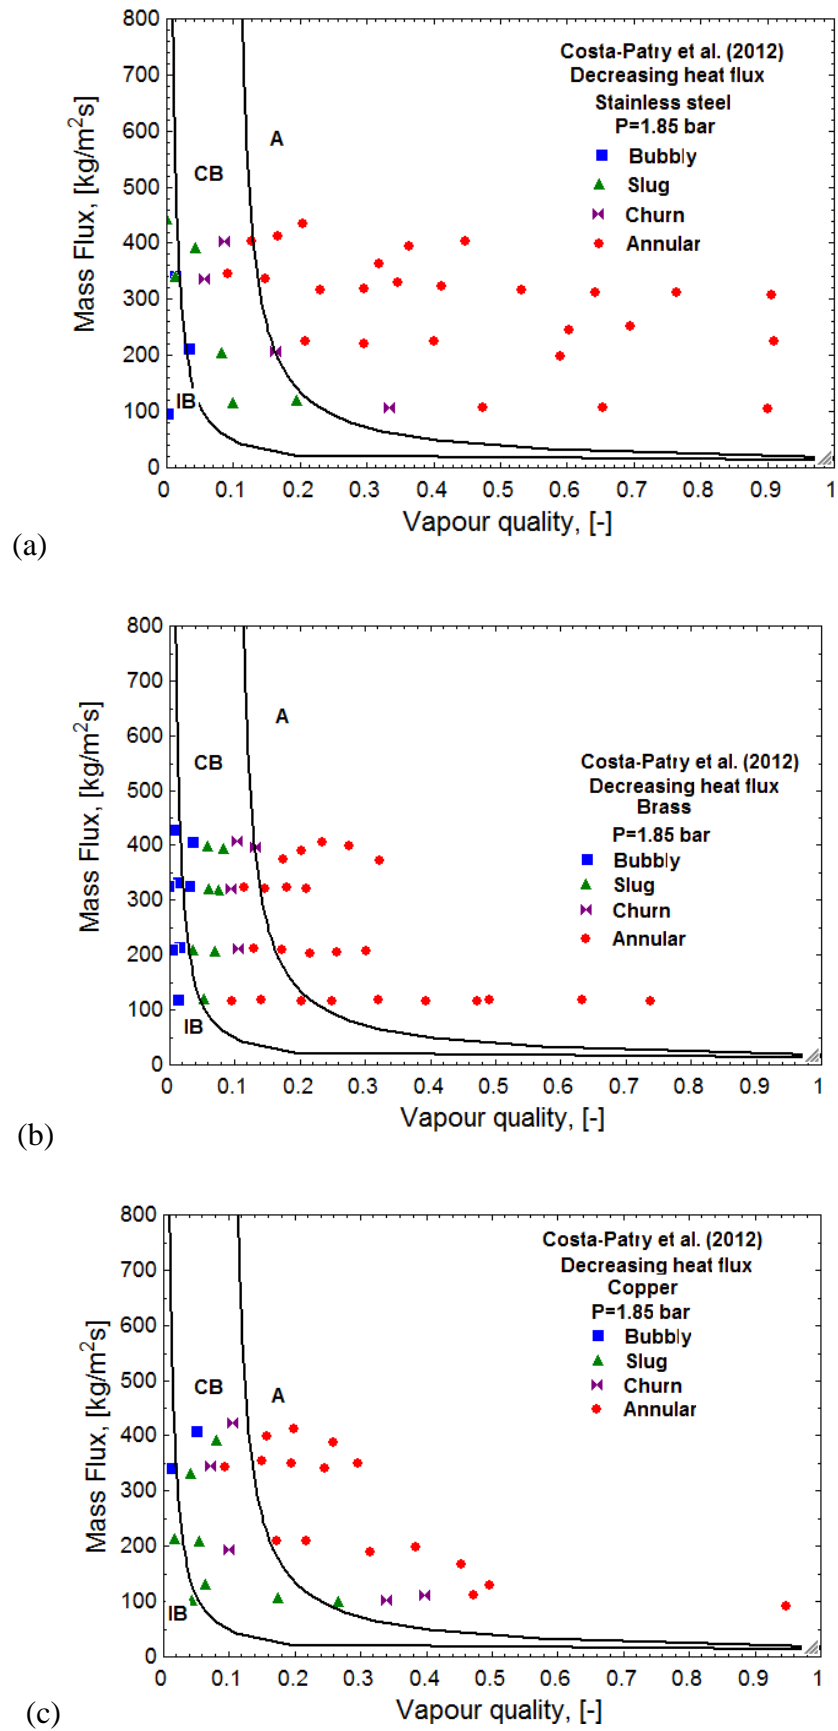 800
700
600
500
400
300
200
100
0
Mass Flux, [kg/m²s]
Costa-Patry et al. (2012)
Decreasing heat flux
Stainless steel
P=1.85 bar
Bubbly
Slug
Churn
Annular
A
CB
IB
0 0.1 0.2 0.3 0.4 0.5 0.6 0.7 0.8 0.9 1
Vapour quality, [-]
(a)
800
700
600
500
400
300
200
100
0
Mass Flux, [kg/m²s]
A
CB
IB
Costa-Patry et al. (2012)
Decreasing heat flux
Brass
P=1.85 bar
Bubbly
Slug
Churn
Annular
0 0.1 0.2 0.3 0.4 0.5 0.6 0.7 0.8 0.9 1
Vapour quality, [-]
(b)
800
700
600
500
400
300
200
100
0
Mass Flux, [kg/m²s]
Costa-Patry et al. (2012)
Decreasing heat flux
Copper
P=1.85 bar
Bubbly
Slug
Churn
Annular
CB
A
IB
0 0.1 0.2 0.3 0.4 0.5 0.6 0.7 0.8 0.9 1
Vapour quality, [-]
(c)